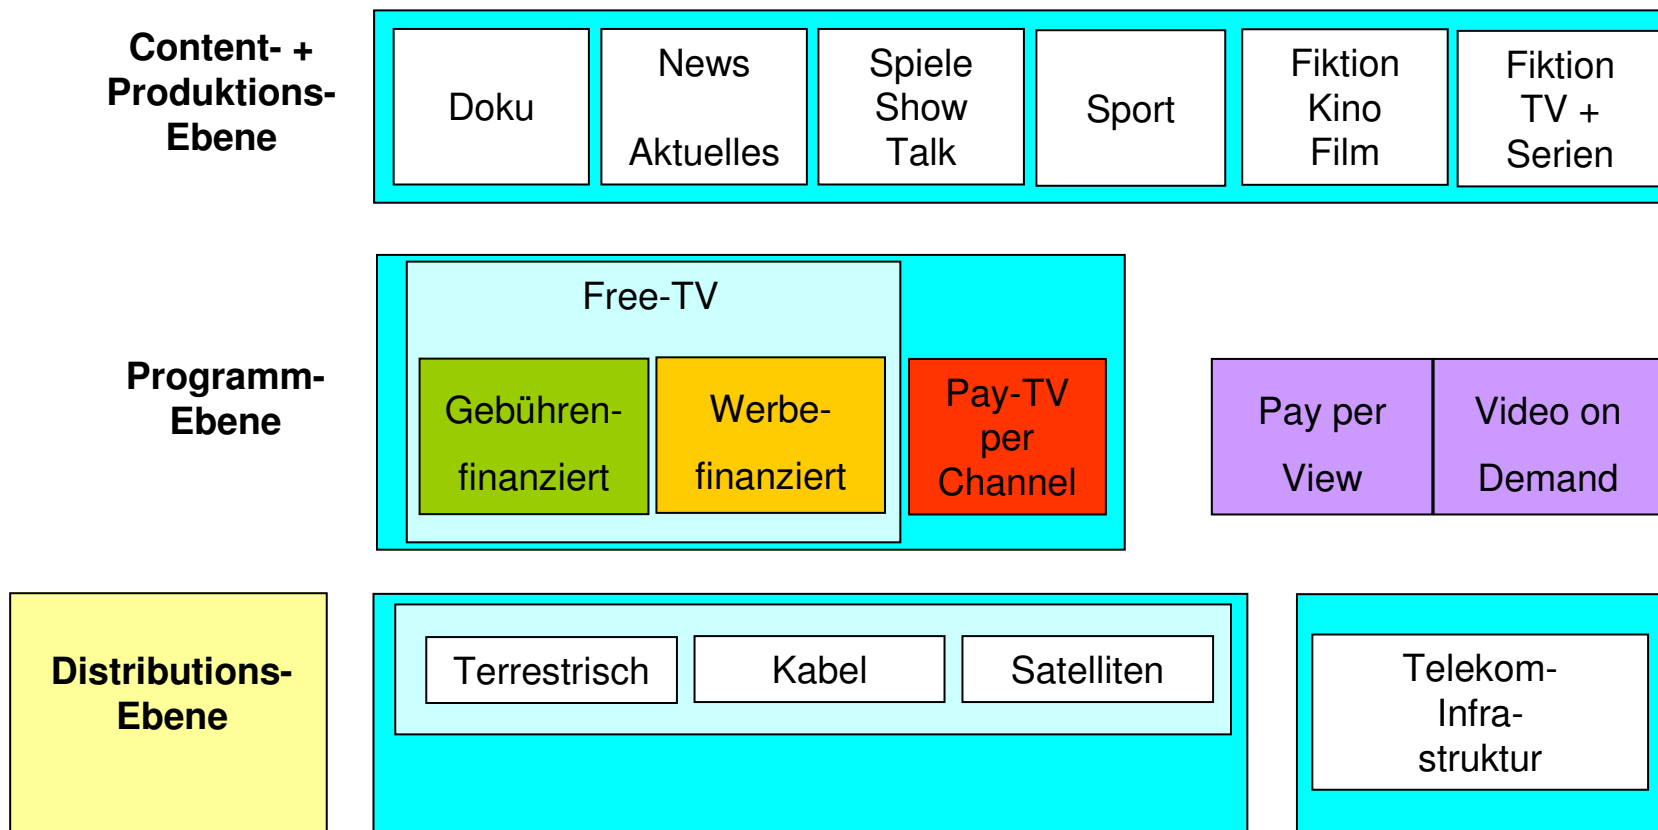 Content- +
Produktions-
Ebene
Doku
News
Aktuelles
Spiele
Show
Talk
Sport
Fiktion
Kino
Film
Fiktion
TV +
Serien
Programm-
Ebene
Free-TV
Gebühren-
finanziert
Werbe-
finanziert
Pay-TV
per
Channel
Pay per
View
Video on
Demand
Distributions-
Ebene
Terrestrisch
Kabel
Satelliten
Telekom-
Infra-
struktur